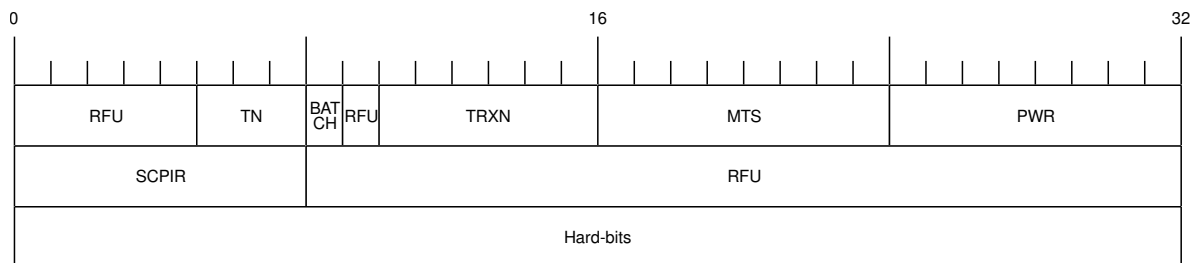 0 16 32
RFU TN BAT CH RFU TRXN MTS PWR
SCPIR RFU
Hard-bits